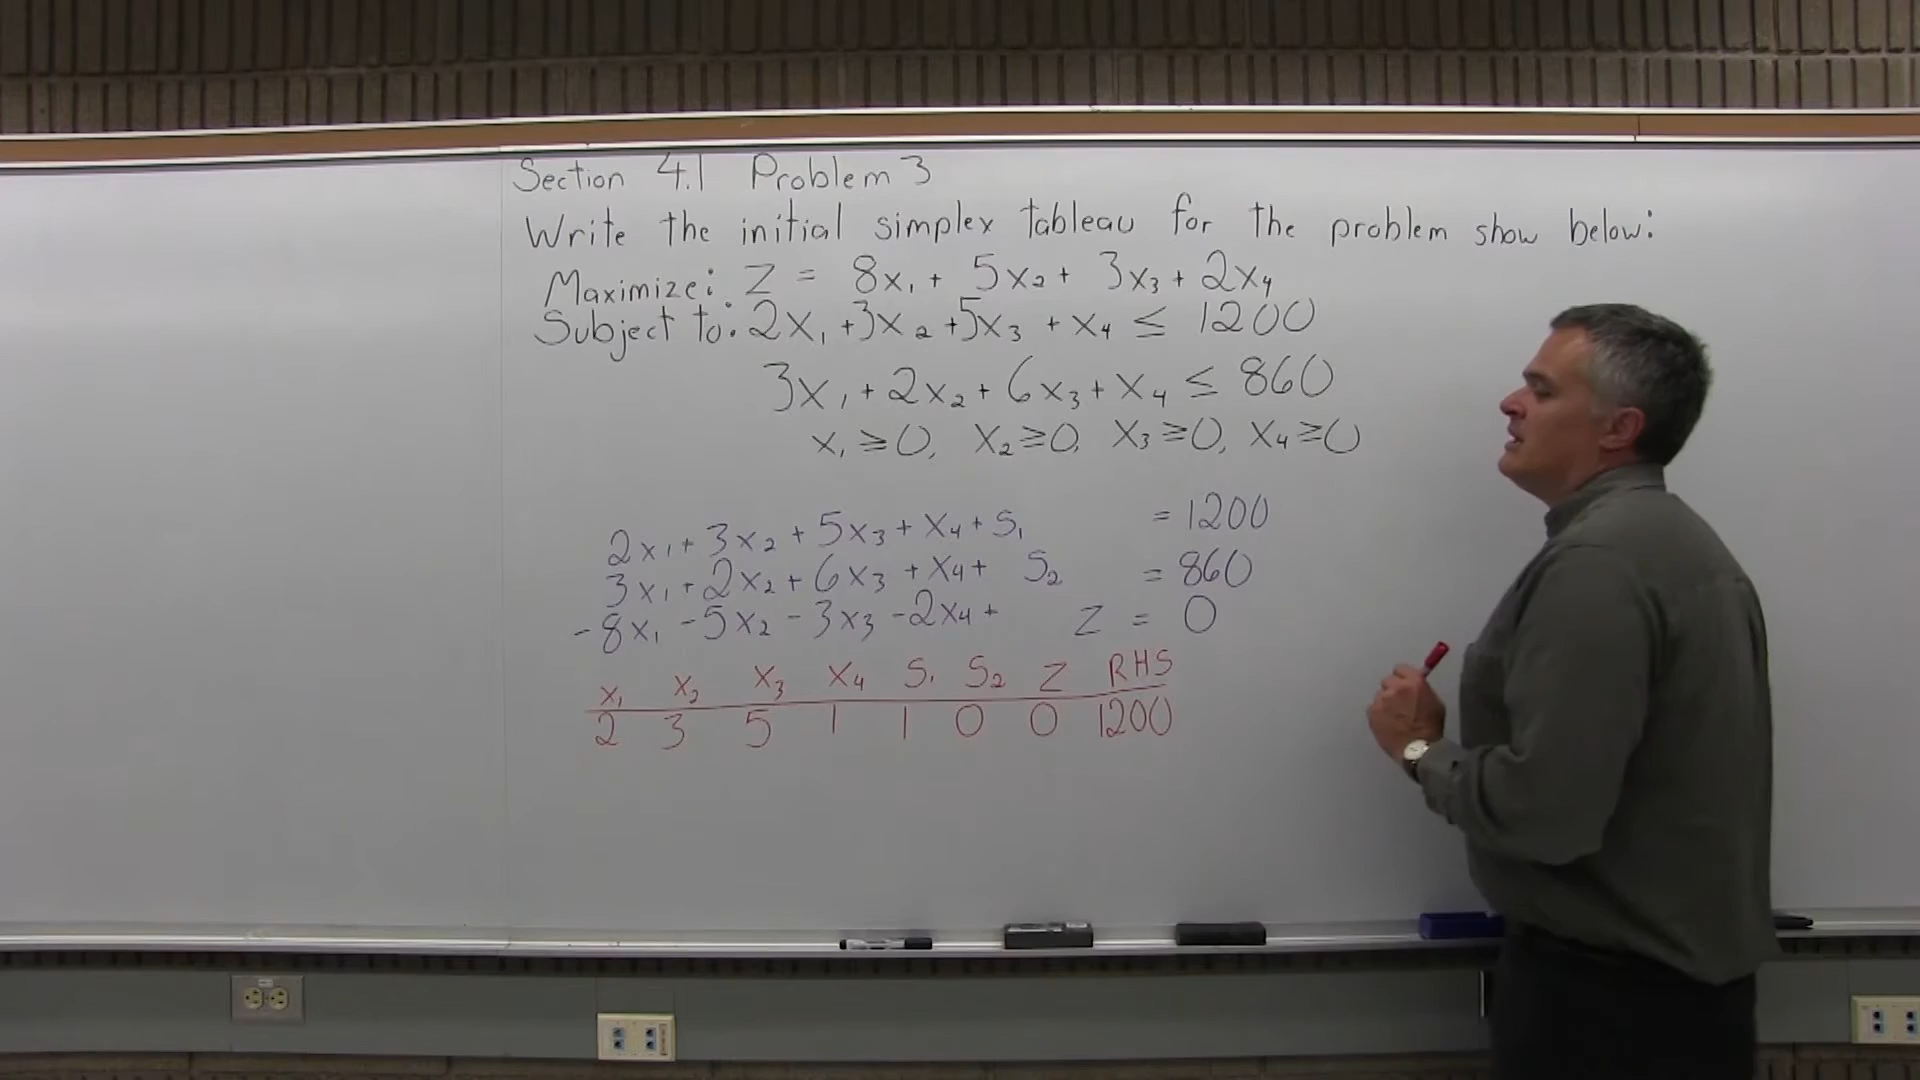 Section 4.1 Problem 3
Write the initial simplex tableau for the problem show below:
Maximize: Z = 8x₁ + 5x₂ + 3x₃ + 2x₄
Subject to: 2x₁ + 3x₂ + 5x₃ + x₄ ≤ 1200
3x₁ + 2x₂ + 6x₃ + x₄ ≤ 860
x₁ ≥ 0, x₂ ≥ 0, x₃ ≥ 0, x₄ ≥ 0
2x₁ + 3x₂ + 5x₃ + x₄ + S₁ = 1200
3x₁ + 2x₂ + 6x₃ + x₄ + S₂ = 860
-8x₁ - 5x₂ - 3x₃ - 2x₄ + Z = 0
x₁ x₂ x₃ x₄ S₁ S₂ Z RHS
2 3 5 1 1 0 0 1200